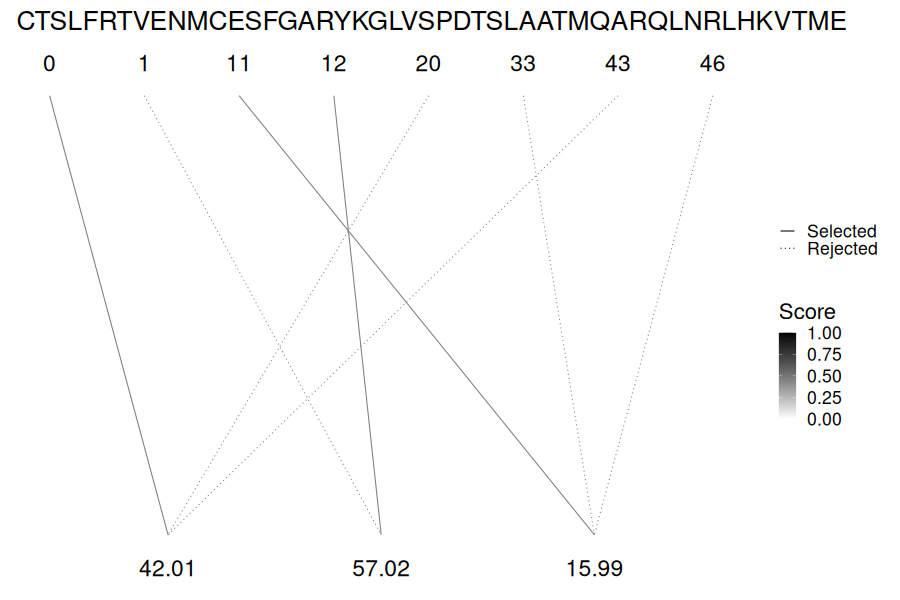 CTSLFRTVENMCESFGARYKGLVSPDTSLAATMQARQLNRLHKVTME
0 1 11 12 20 33 43 46
Selected
Rejected
Score
1.00
0.75
0.50
0.25
0.00
42.01 57.02 15.99